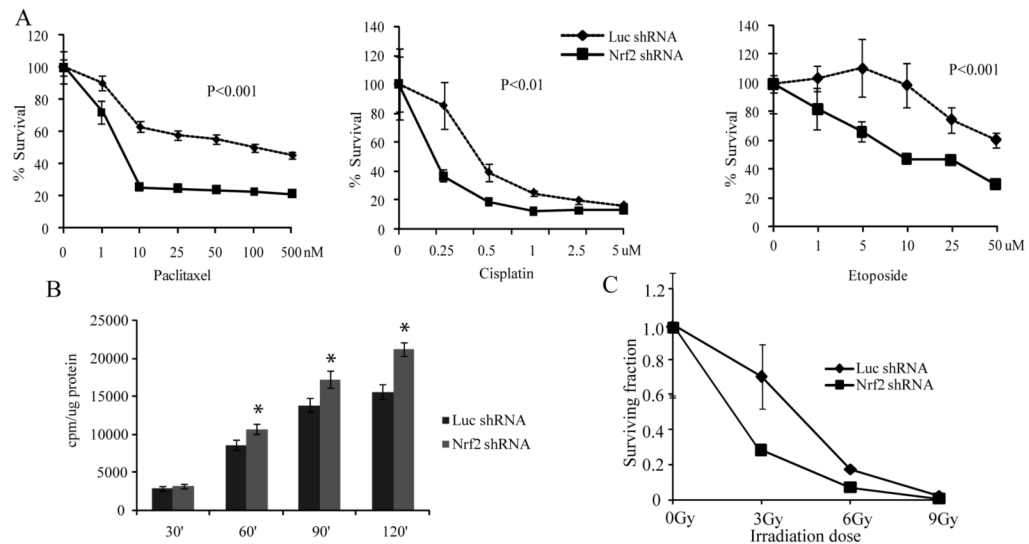 A
120
100
80
60
40
20
0
% Survival
P<0.001
0 1 10 25 50 100 500 nM
Paclitaxel
140
120
100
80
60
40
20
0
% Survival
Luc shRNA
Nrf2 shRNA
P<0.01
0 0.25 0.5 1 2.5 5 uM
Cisplatin
140
120
100
80
60
40
20
0
% Survival
P<0.001
0 1 5 10 25 50 uM
Etoposide
B
25000
20000
15000
10000
5000
0
cpm/ug protein
* * *
Luc shRNA
Nrf2 shRNA
30' 60' 90' 120'
C
1.2
1.0
0.8
0.6
0.4
0.2
0
Surviving fraction
Luc shRNA
Nrf2 shRNA
0Gy 3Gy 6Gy 9Gy
Irradiation dose